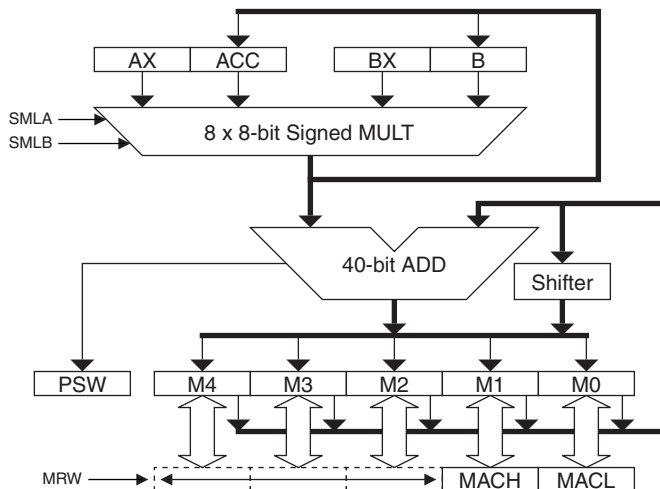 AX ACC BX B
SMLA
SMLB
8 x 8-bit Signed MULT
40-bit ADD
Shifter
PSW M4 M3 M2 M1 M0
MRW MACH MACL